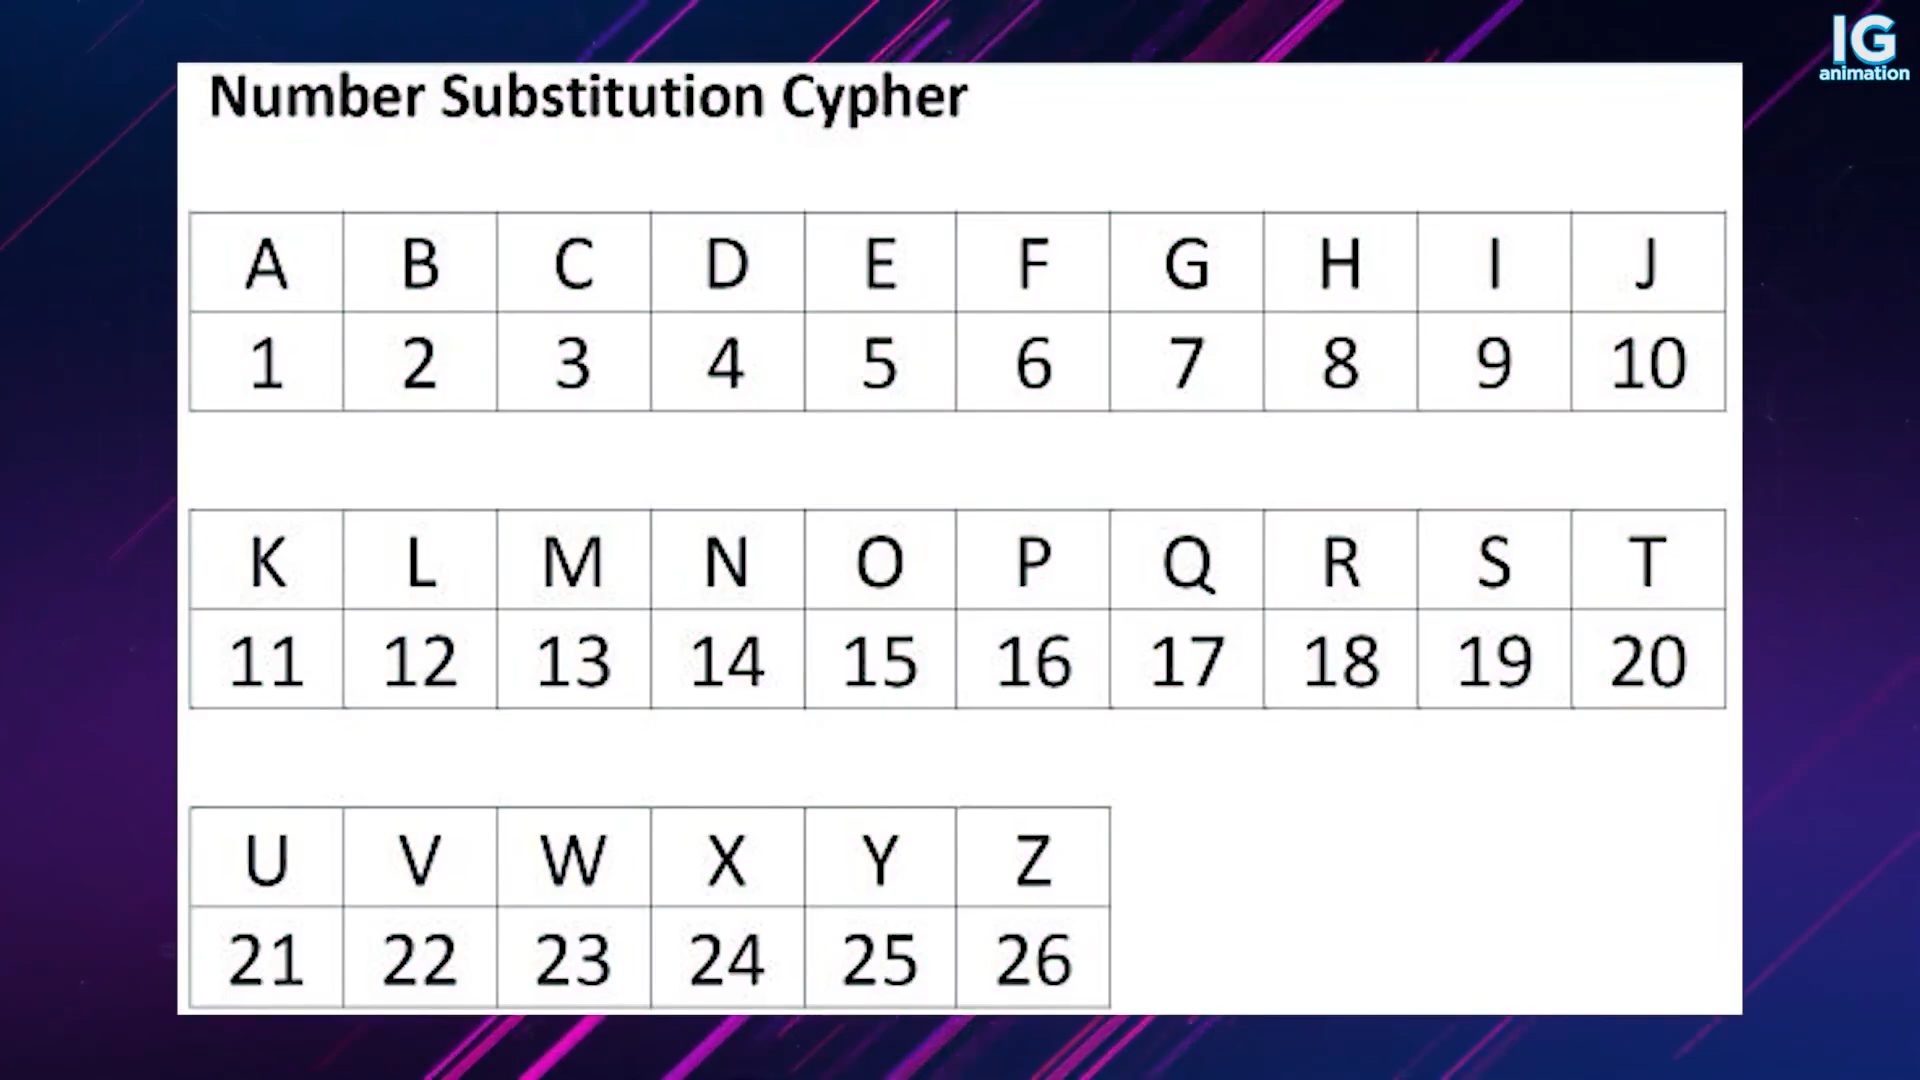 IG
animation
Number Substitution Cypher
A B C D E F G H I J
1 2 3 4 5 6 7 8 9 10
K L M N O P Q R S T
11 12 13 14 15 16 17 18 19 20
U V W X Y Z
21 22 23 24 25 26